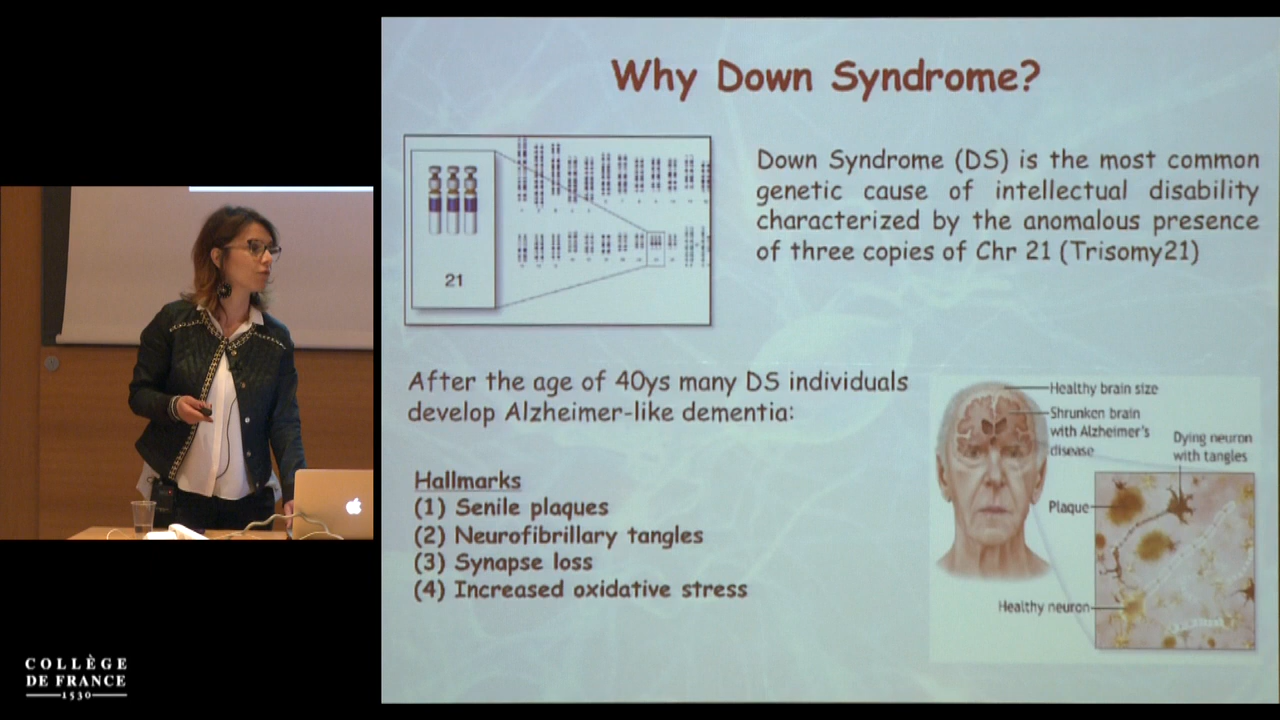 Why Down Syndrome?
Down Syndrome (DS) is the most common
genetic cause of intellectual disability
characterized by the anomalous presence
of three copies of Chr 21 (Trisomy21)
21
After the age of 40ys many DS individuals
develop Alzheimer-like dementia:
Hallmarks
(1) Senile plaques
(2) Neurofibrillary tangles
(3) Synapse loss
(4) Increased oxidative stress
Healthy brain size
Shrunken brain
with Alzheimer's
disease
Dying neuron
with tangles
Plaque
Healthy neuron
COLLÈGE
DE FRANCE
1530